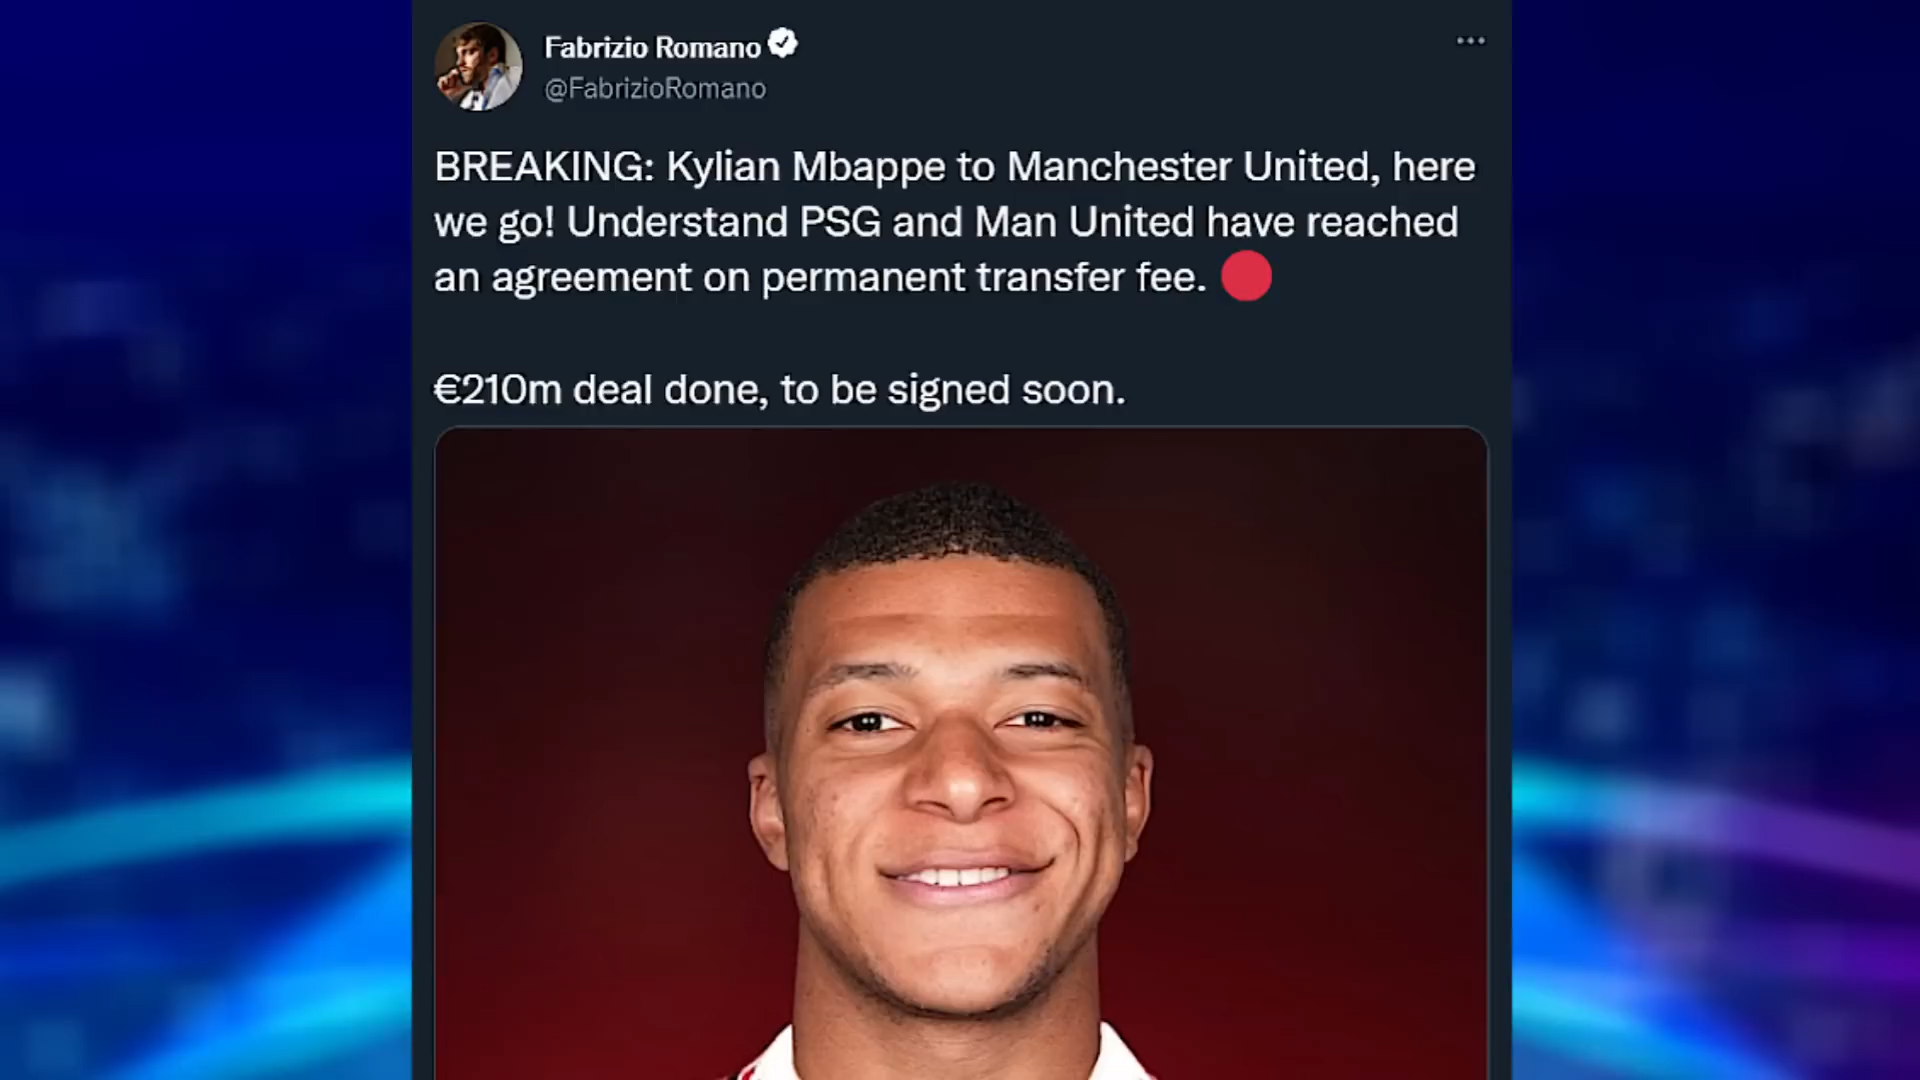 Fabrizio Romano
@FabrizioRomano
BREAKING: Kylian Mbappe to Manchester United, here
we go! Understand PSG and Man United have reached
an agreement on permanent transfer fee. 🔴
€210m deal done, to be signed soon.